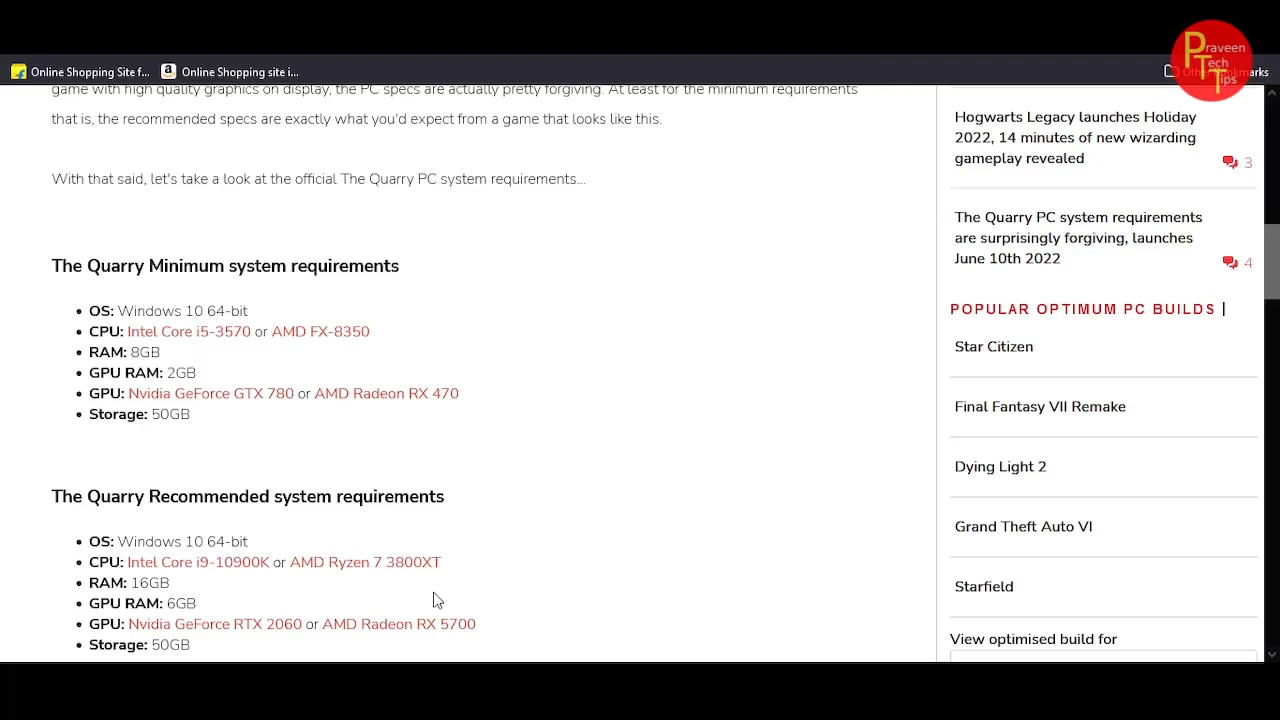 Praveen
Tech
Tips
Online Shopping Site f...
Online Shopping site i...
Other Bookmarks
game with high quality graphics on display, the PC specs are actually pretty forgiving. At least for the minimum requirements
that is, the recommended specs are exactly what you'd expect from a game that looks like this.
With that said, let's take a look at the official The Quarry PC system requirements...
The Quarry Minimum system requirements
OS: Windows 10 64-bit
CPU: Intel Core i5-3570 or AMD FX-8350
RAM: 8GB
GPU RAM: 2GB
GPU: Nvidia GeForce GTX 780 or AMD Radeon RX 470
Storage: 50GB
The Quarry Recommended system requirements
OS: Windows 10 64-bit
CPU: Intel Core i9-10900K or AMD Ryzen 7 3800XT
RAM: 16GB
GPU RAM: 6GB
GPU: Nvidia GeForce RTX 2060 or AMD Radeon RX 5700
Storage: 50GB
Hogwarts Legacy launches Holiday
2022, 14 minutes of new wizarding
gameplay revealed
3
The Quarry PC system requirements
are surprisingly forgiving, launches
June 10th 2022
4
POPULAR OPTIMUM PC BUILDS
Star Citizen
Final Fantasy VII Remake
Dying Light 2
Grand Theft Auto VI
Starfield
View optimised build for